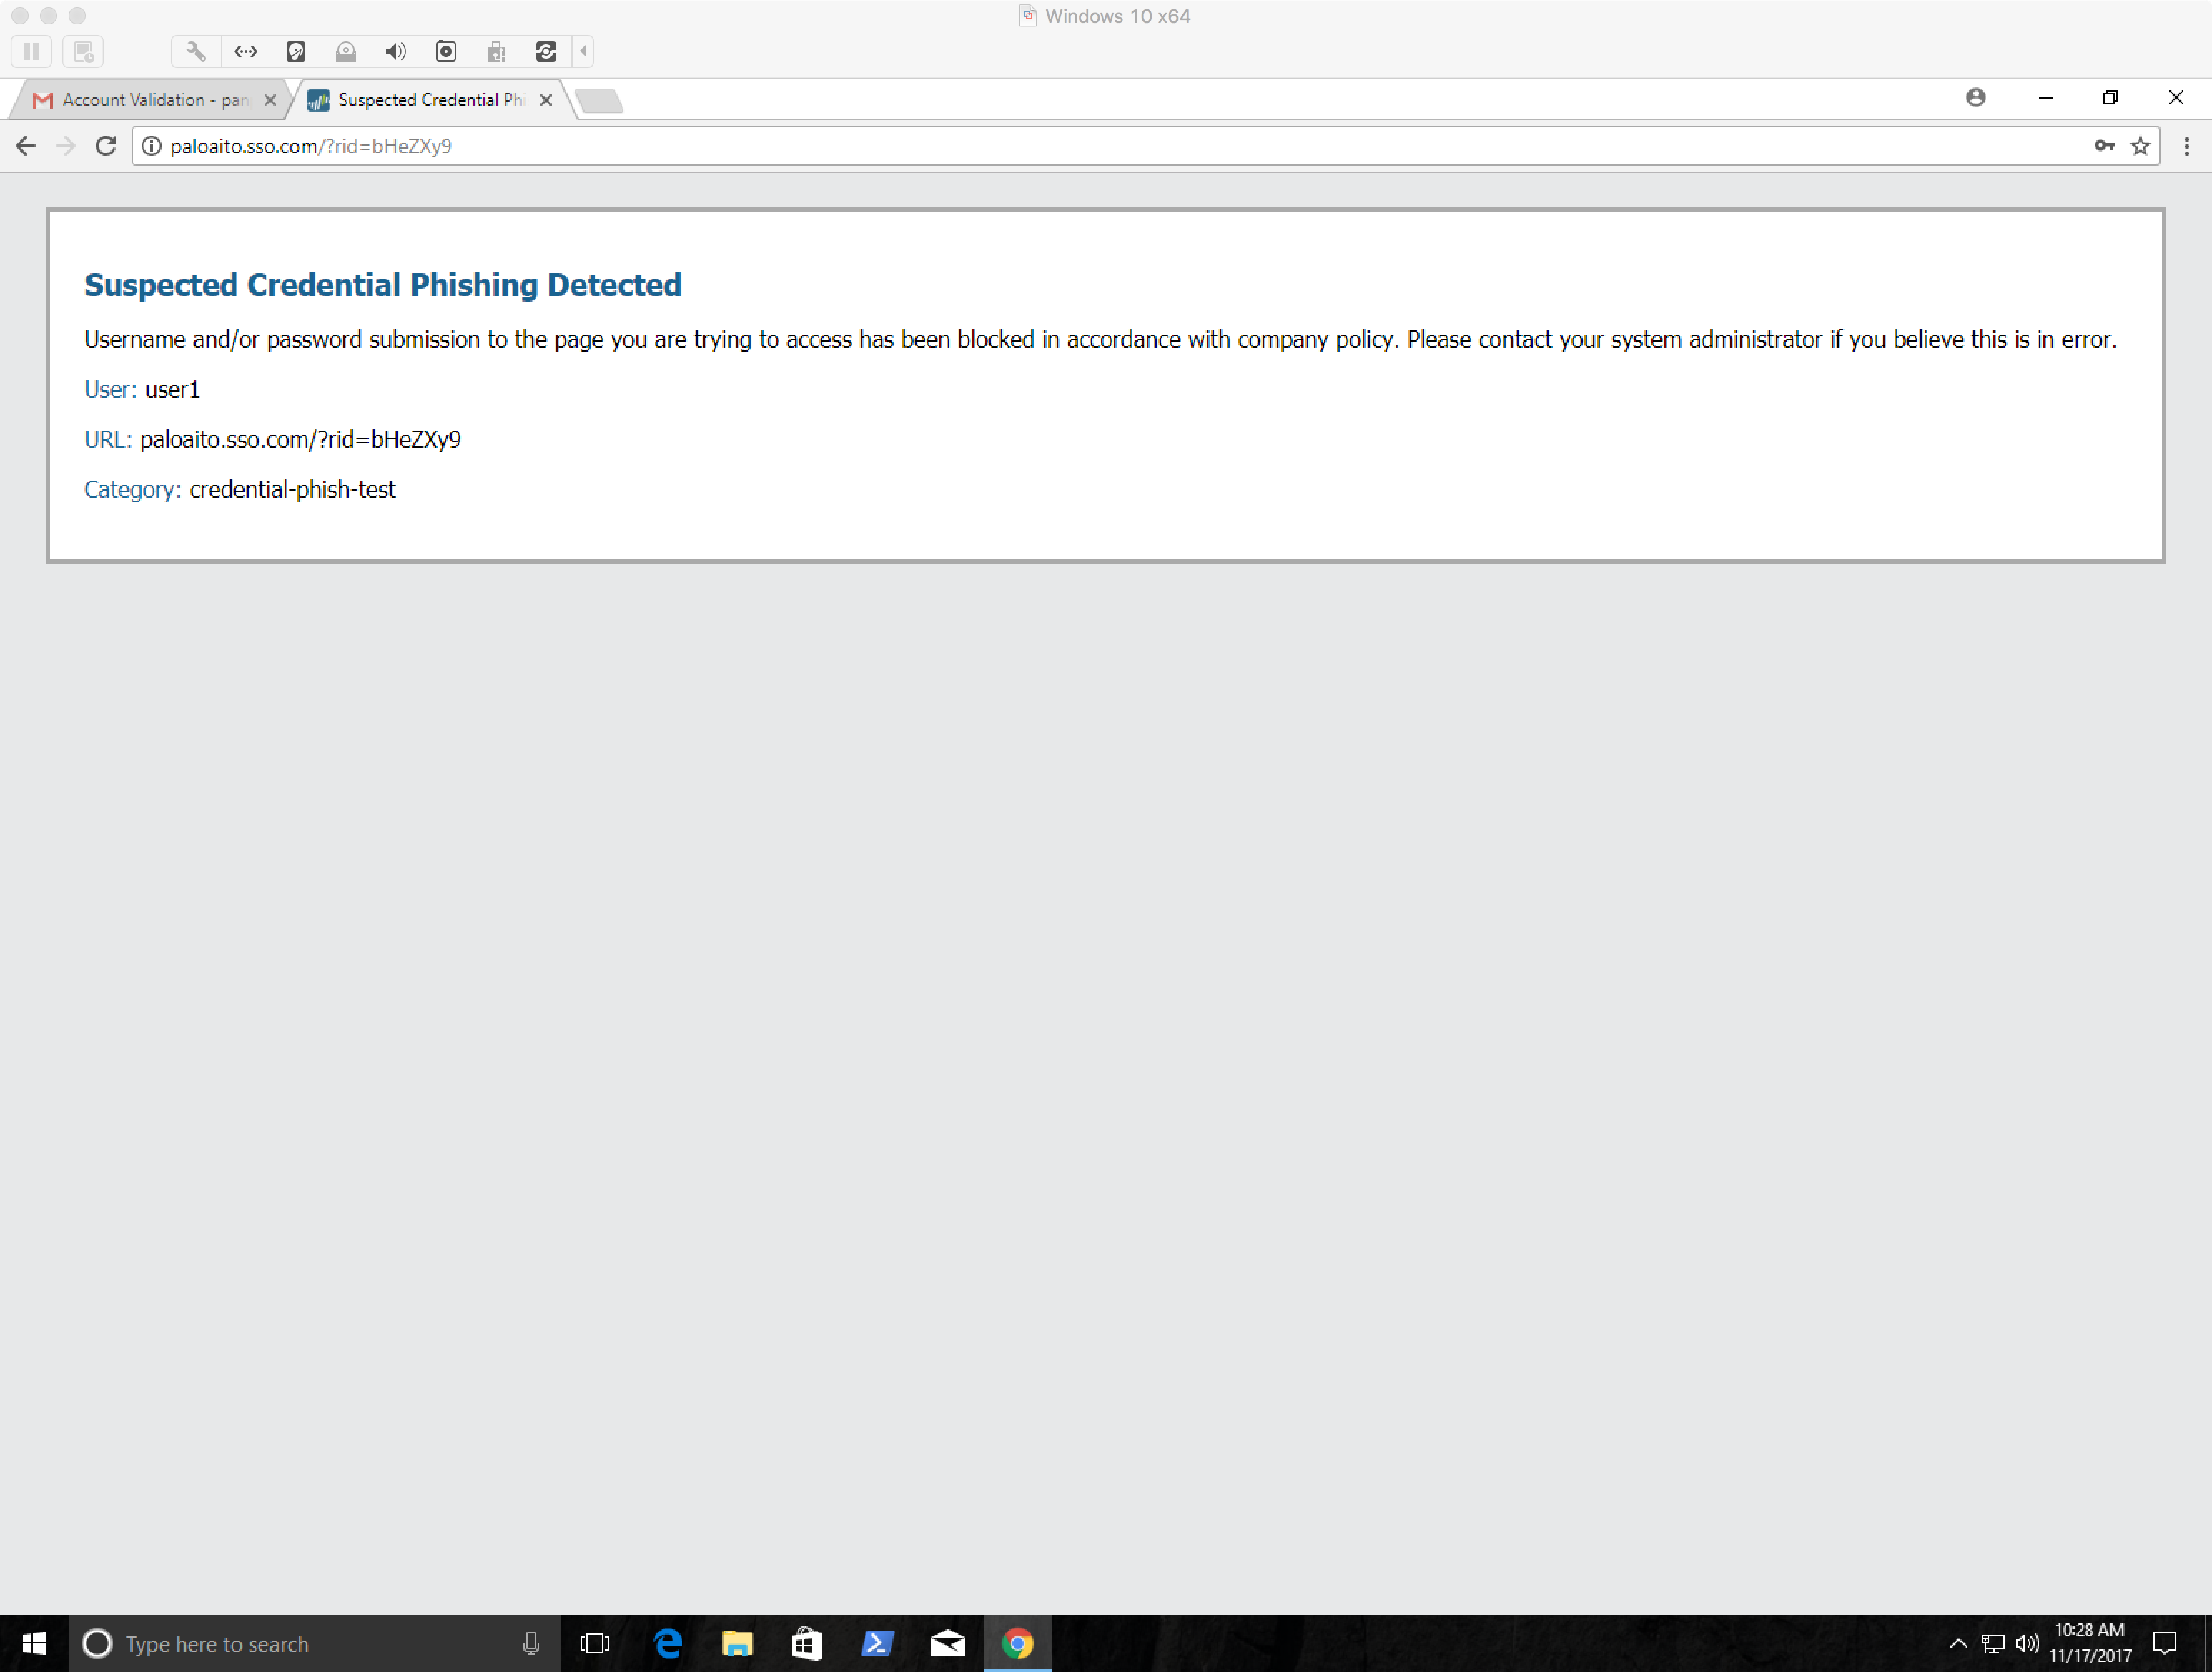 Windows 10 x64
Account Validation - pan
Suspected Credential Phi
paloaito.sso.com/?rid=bHeZXy9
Suspected Credential Phishing Detected
Username and/or password submission to the page you are trying to access has been blocked in accordance with company policy. Please contact your system administrator if you believe this is in error.
User: user1
URL: paloaito.sso.com/?rid=bHeZXy9
Category: credential-phish-test
Type here to search
10:28 AM
11/17/2017